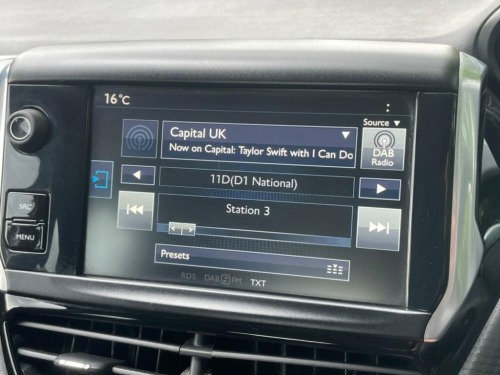 16°C
Source ▼
Capital UK
Now on Capital: Taylor Swift with I Can Do
DAB
Radio
11D(D1 National)
Station 3
SRC
MENU
Presets
RDS DAB FM TXT